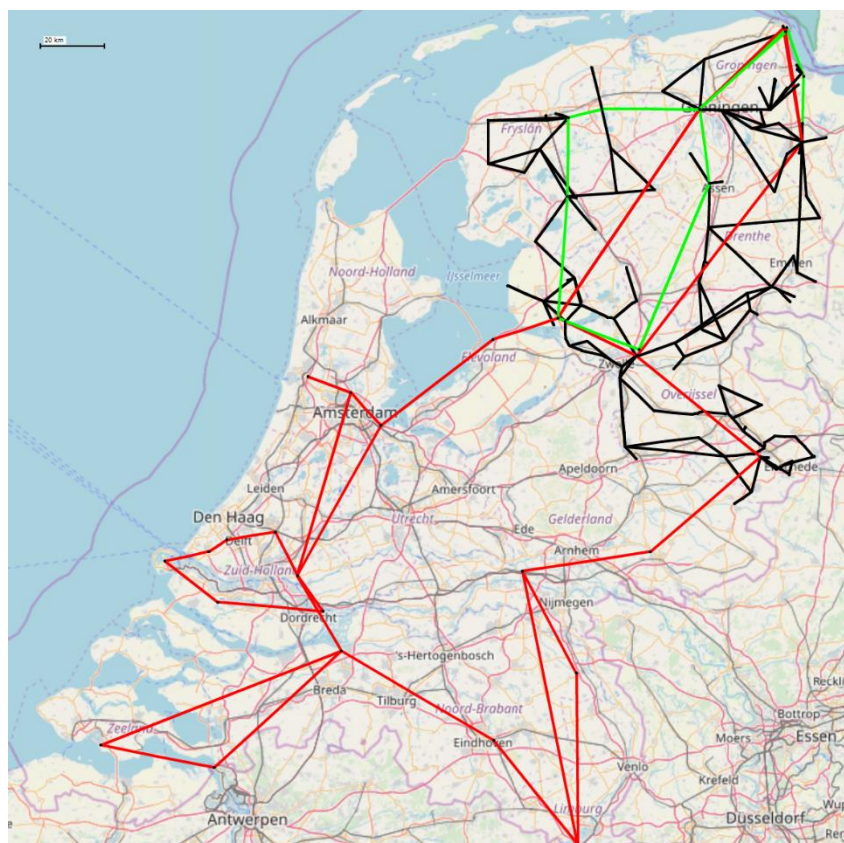 20 km
Groningen
Groningen
Fryslân
Assen
Drenthe
Noord-Holland
IJsselmeer
Emmen
Alkmaar
Flevoland
Zwolle
Overijssel
Amsterdam
Enschede
Apeldoorn
Leiden
Amersfoort
Den Haag
Utrecht
Gelderland
Delft
Ede
Arnhem
Zuid-Holland
Nijmegen
Dordrecht
's-Hertogenbosch
Breda
Tilburg
Noord-Brabant
Bottrop
Zeeland
Eindhoven
Moers
Essen
Venlo
Krefeld
Limburg
Antwerpen
Düsseldorf